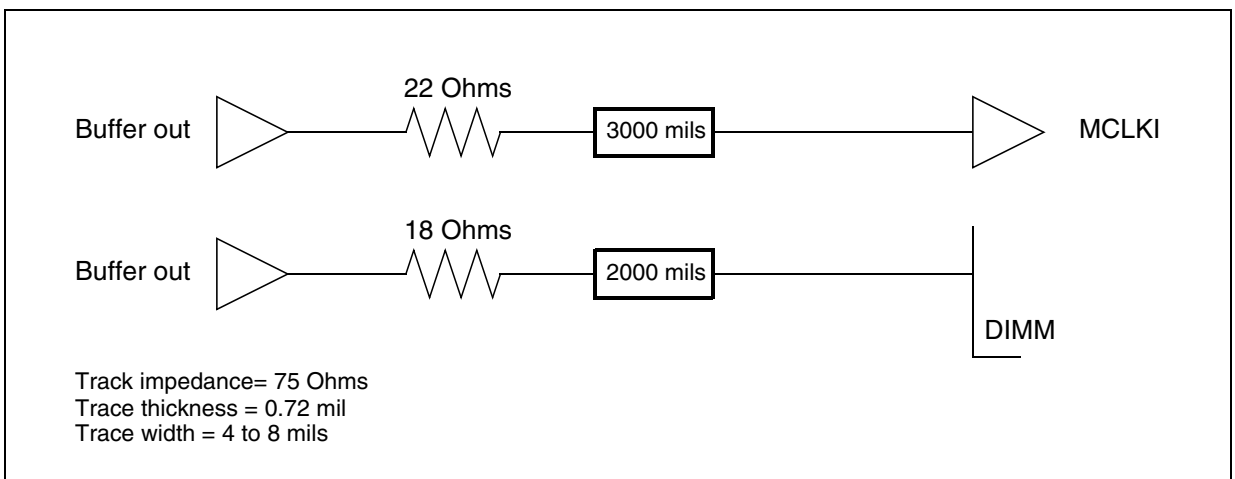 22 Ohms
Buffer out
3000 mils
MCLKI
18 Ohms
Buffer out
2000 mils
DIMM
Track impedance= 75 Ohms
Trace thickness = 0.72 mil
Trace width = 4 to 8 mils